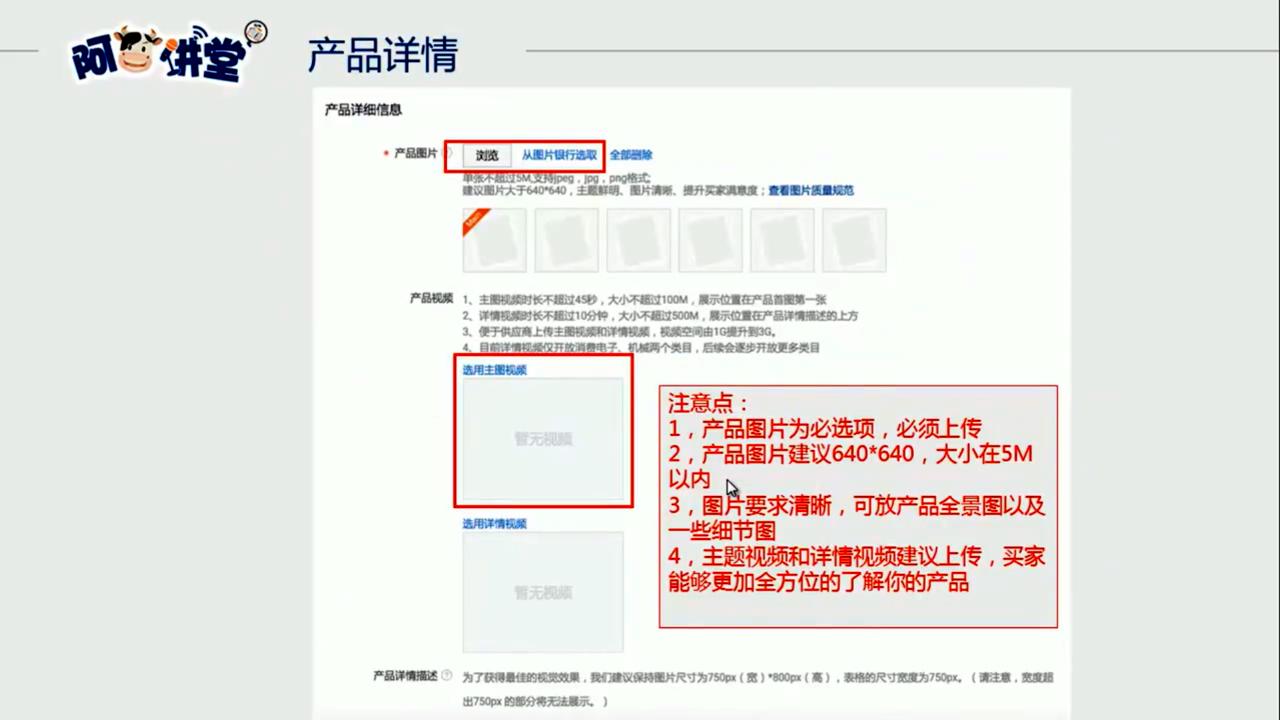 阿牛讲堂
产品详情
产品详细信息
* 产品图片 浏览 从图片银行选取 全部删除
单张不超过5M,支持jpeg，jpg，png格式;
建议图片大于640*640，主题鲜明、图片清晰、提升买家满意度；查看图片质量规范
Main
产品视频 1、主图视频时长不超过45秒，大小不超过100M，展示位置在产品首图第一张
2、详情视频时长不超过10分钟，大小不超过500M，展示位置在产品详情描述的上方
3、便于供应商上传主图视频和详情视频，视频空间由1G提升到3G。
4、目前详情视频仅开放消费电子、机械两个类目，后续会逐步开放更多类目
选用主图视频
暂无视频
注意点：
1，产品图片为必选项，必须上传
2，产品图片建议640*640，大小在5M
以内
3，图片要求清晰，可放产品全景图以及
一些细节图
4，主题视频和详情视频建议上传，买家
能够更加全方位的了解你的产品
选用详情视频
暂无视频
产品详情描述 ? 为了获得最佳的视觉效果，我们建议保持图片尺寸为750px（宽）*800px（高），表格的尺寸宽度为750px。（请注意，宽度超
出750px 的部分将无法展示。）